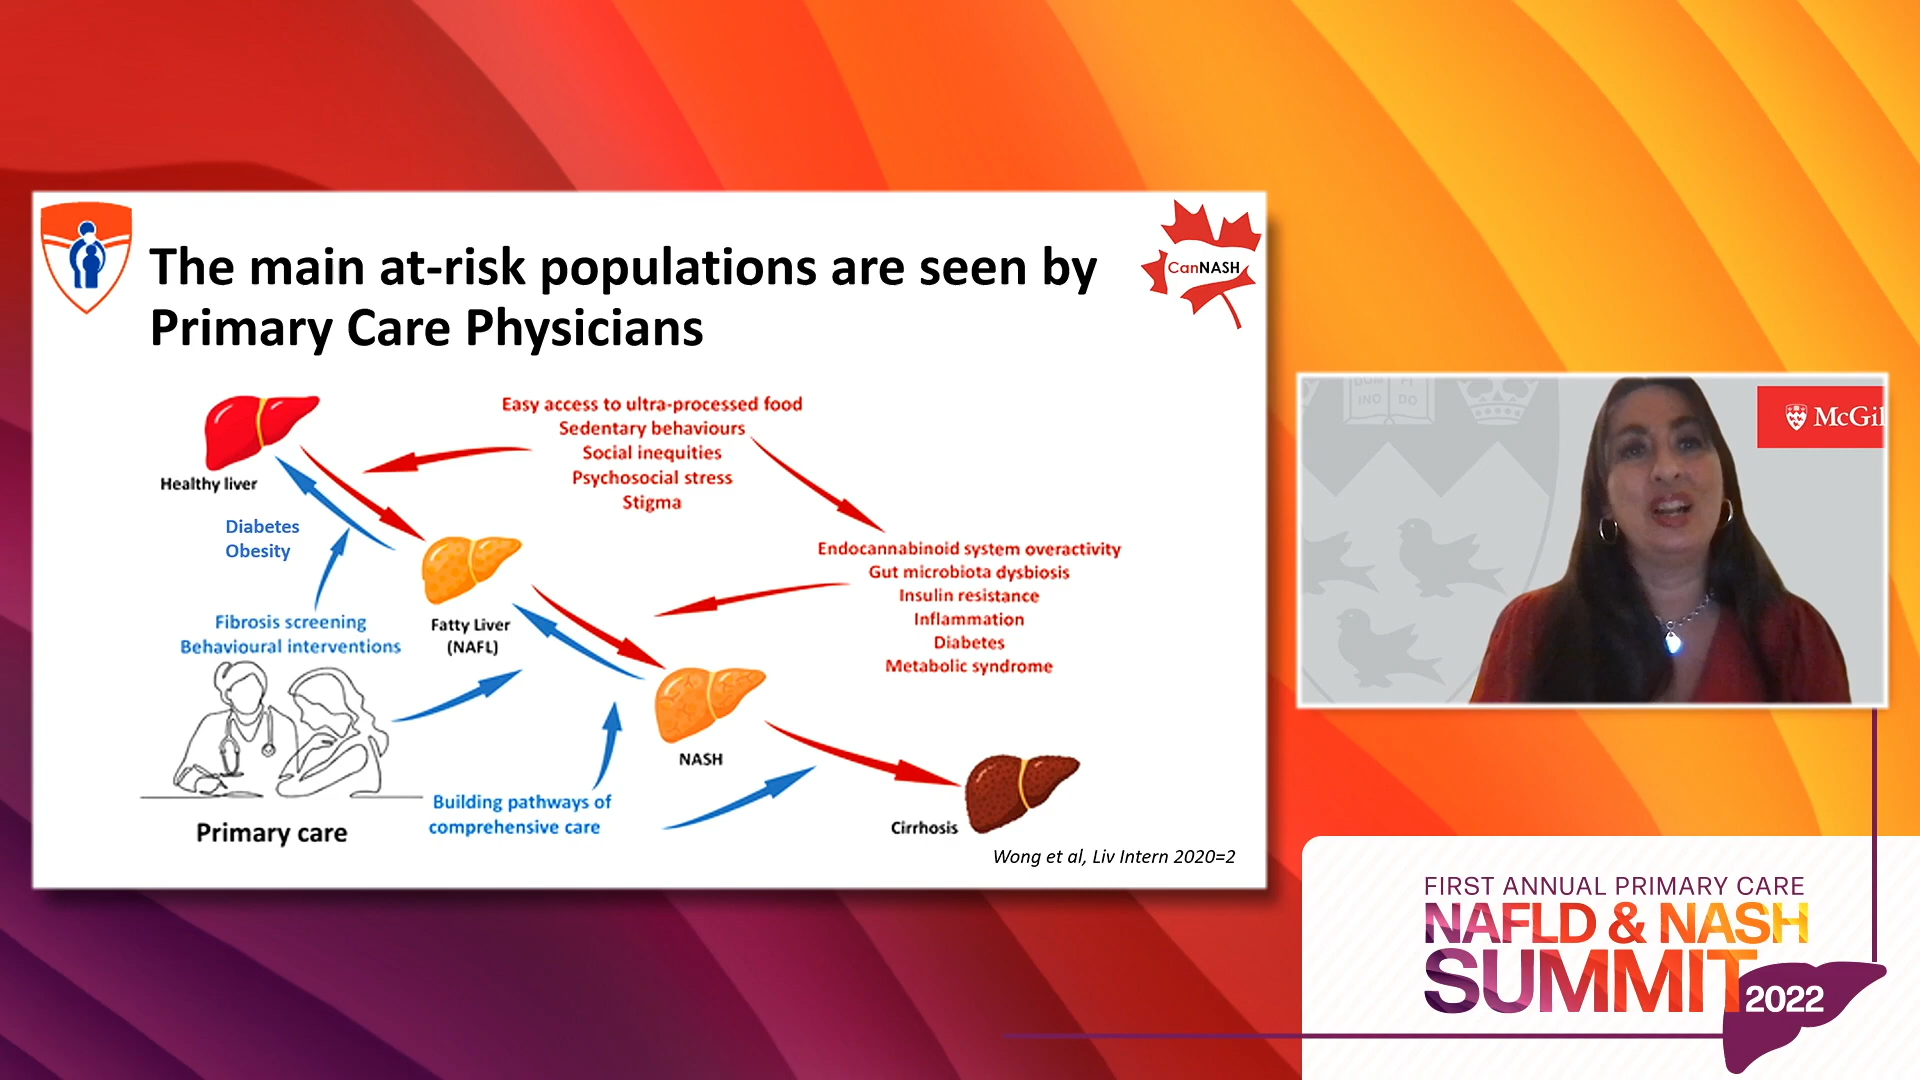 The main at-risk populations are seen by
Primary Care Physicians
CanNASH
Easy access to ultra-processed food
Sedentary behaviours
Social inequities
Psychosocial stress
Stigma
Healthy liver
Diabetes
Obesity
Endocannabinoid system overactivity
Gut microbiota dysbiosis
Insulin resistance
Inflammation
Diabetes
Metabolic syndrome
Fibrosis screening
Behavioural interventions
Fatty Liver
(NAFL)
NASH
Building pathways of
comprehensive care
Primary care
Cirrhosis
Wong et al, Liv Intern 2020=2
INO DO
McGil
FIRST ANNUAL PRIMARY CARE
NAFLD & NASH
SUMMIT
2022